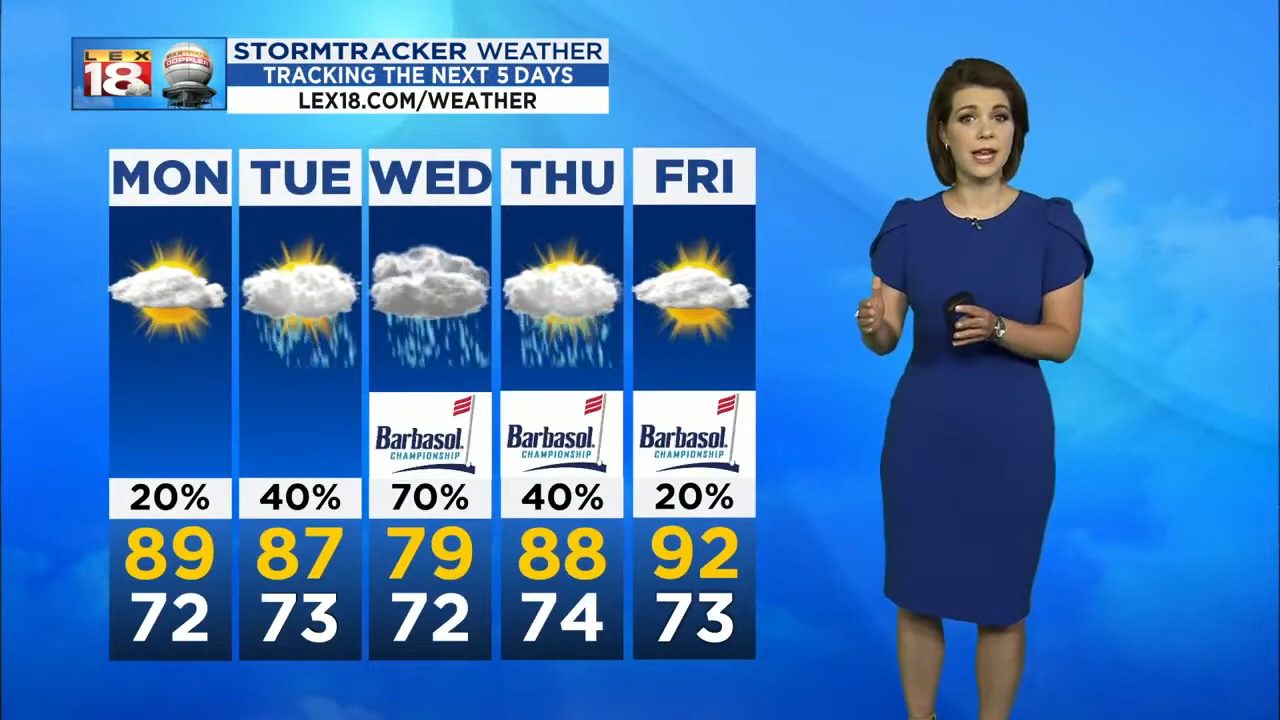 LEX
18
DOPPLER
STORMTRACKER WEATHER
TRACKING THE NEXT 5 DAYS
LEX18.COM/WEATHER
MON TUE WED THU FRI
Barbasol. Barbasol. Barbasol.
CHAMPIONSHIP CHAMPIONSHIP CHAMPIONSHIP
20% 40% 70% 40% 20%
89 87 79 88 92
72 73 72 74 73